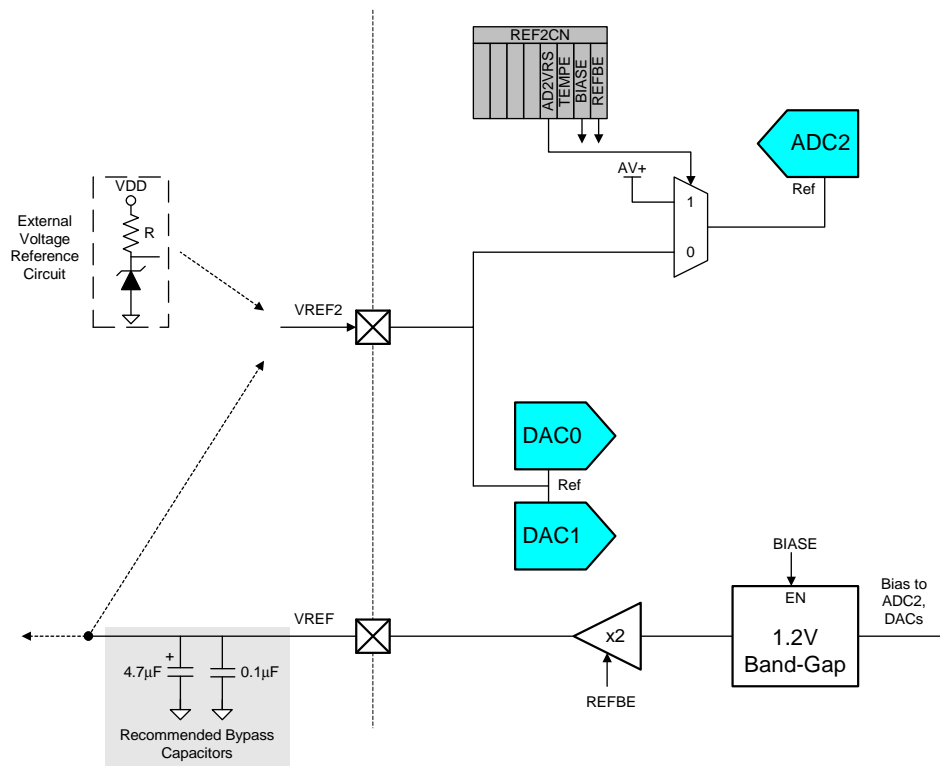 REF2CN
AD2VRS
TEMPE
BIASE
REFBE
ADC2
Ref
AV+
1
0
VDD
R
External
Voltage
Reference
Circuit
VREF2
DAC0
Ref
DAC1
BIASE
EN
1.2V
Band-Gap
Bias to
ADC2,
DACs
x2
REFBE
VREF
+
4.7µF
0.1µF
Recommended Bypass
Capacitors